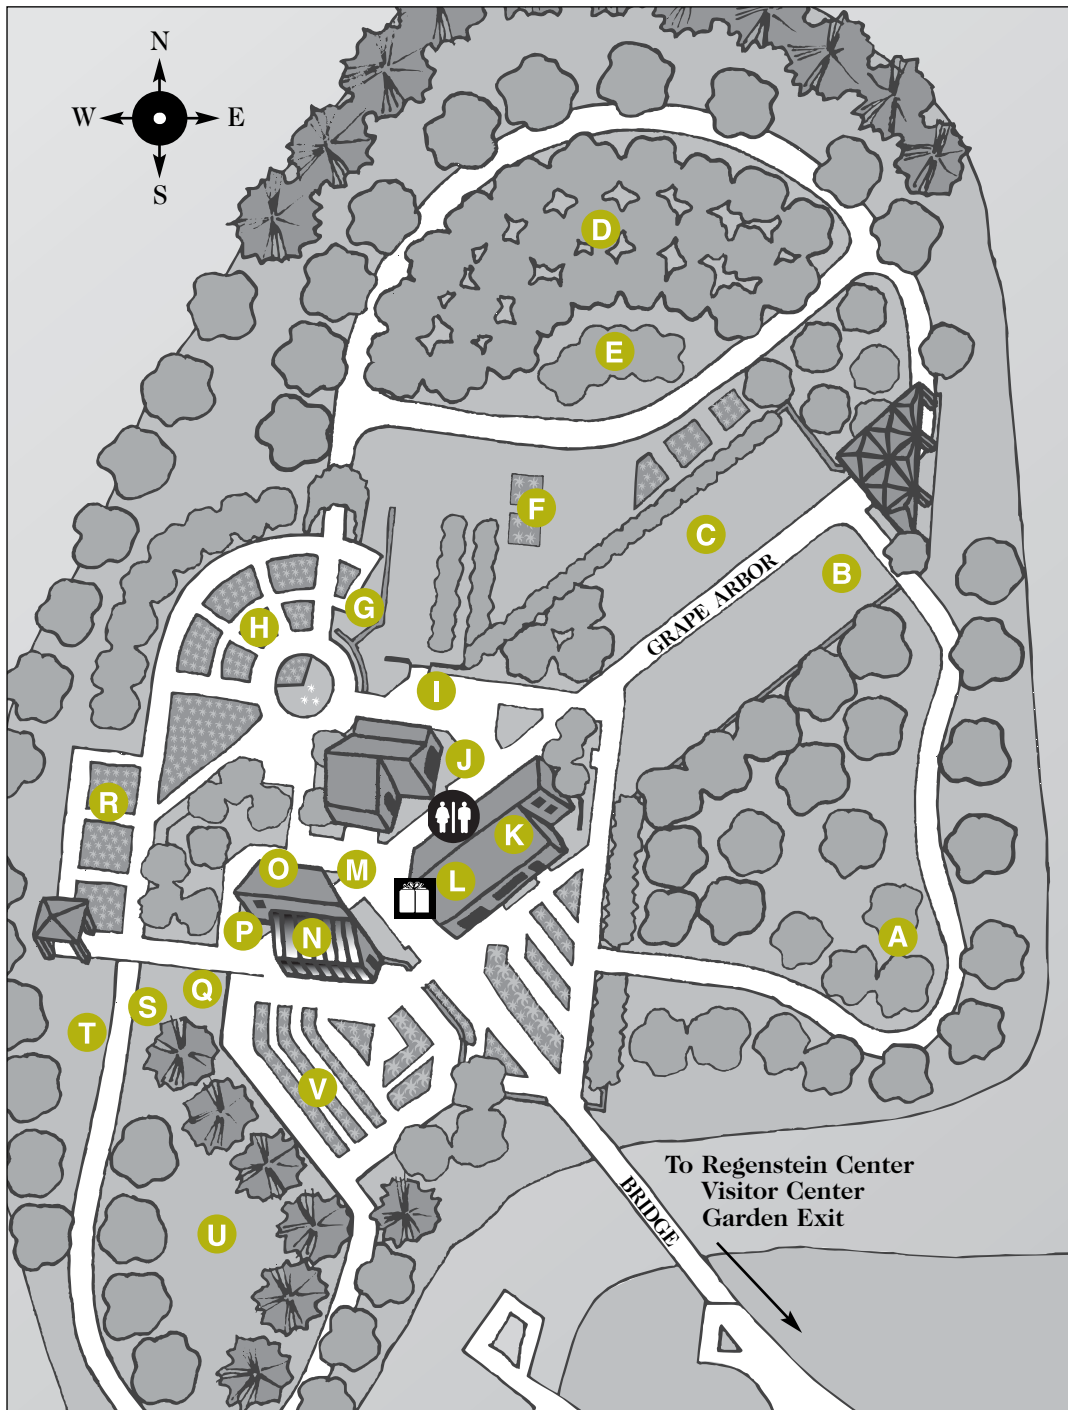 N
W E
S
D
E
F
C
B
GRAPE ARBOR
G
H
I
J
R
K
O
M
L
P
N
A
Q
S
T
V
To Regenstein Center
Visitor Center
Garden Exit
BRIDGE
U